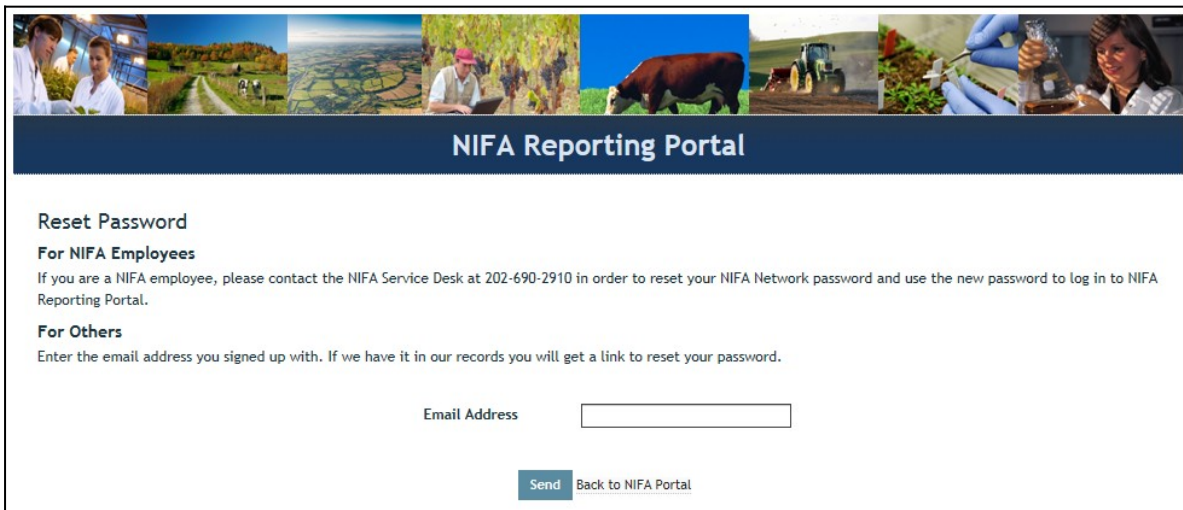 NIFA Reporting Portal
Reset Password
For NIFA Employees
If you are a NIFA employee, please contact the NIFA Service Desk at 202-690-2910 in order to reset your NIFA Network password and use the new password to log in to NIFA
Reporting Portal.
For Others
Enter the email address you signed up with. If we have it in our records you will get a link to reset your password.
Email Address
Send Back to NIFA Portal